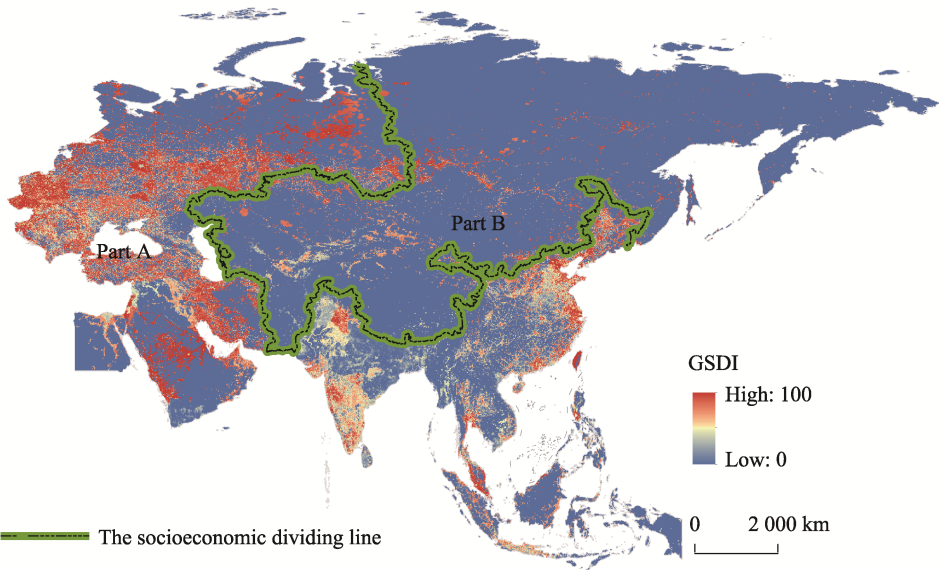 Part B
Part A
GSDI
High: 100
Low: 0
0 2 000 km
The socioeconomic dividing line